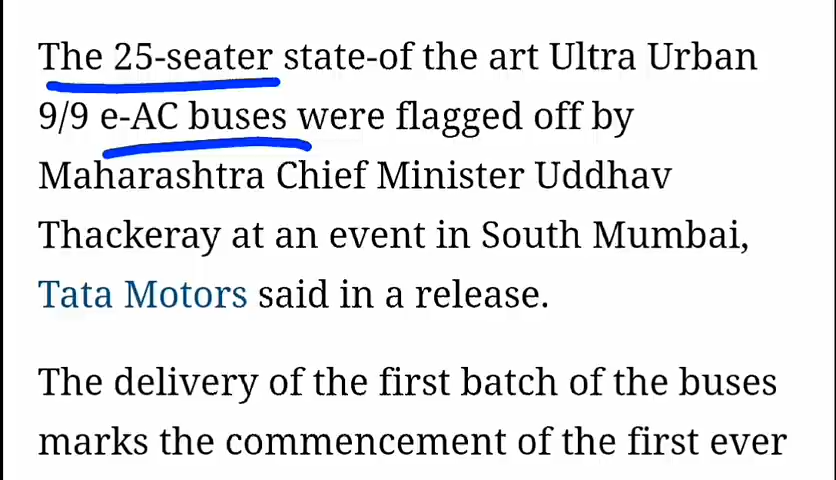 The 25-seater state-of the art Ultra Urban
9/9 e-AC buses were flagged off by
Maharashtra Chief Minister Uddhav
Thackeray at an event in South Mumbai,
Tata Motors said in a release.
The delivery of the first batch of the buses
marks the commencement of the first ever